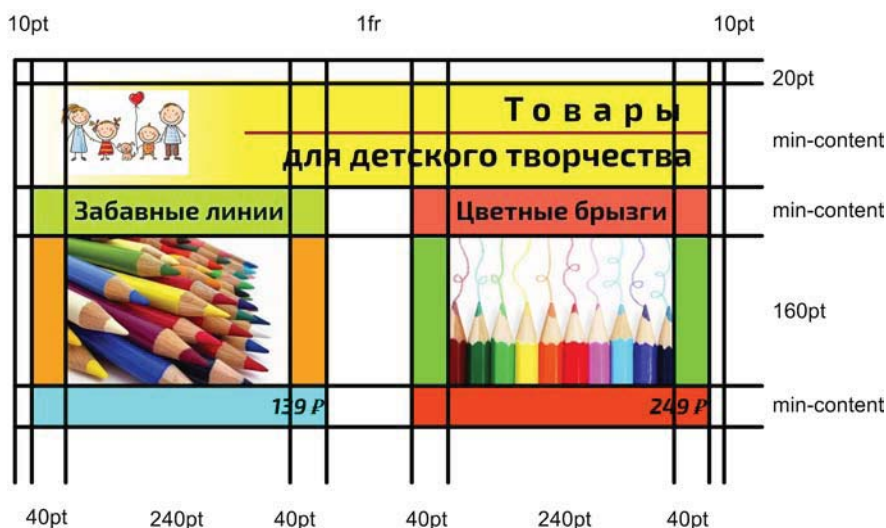 10pt 1fr 10pt
20pt
Товары
min-content
для детского творчества
Забавные линии Цветные брызги min-content
160pt
139 ₽ 249 ₽ min-content
40pt 240pt 40pt 40pt 240pt 40pt